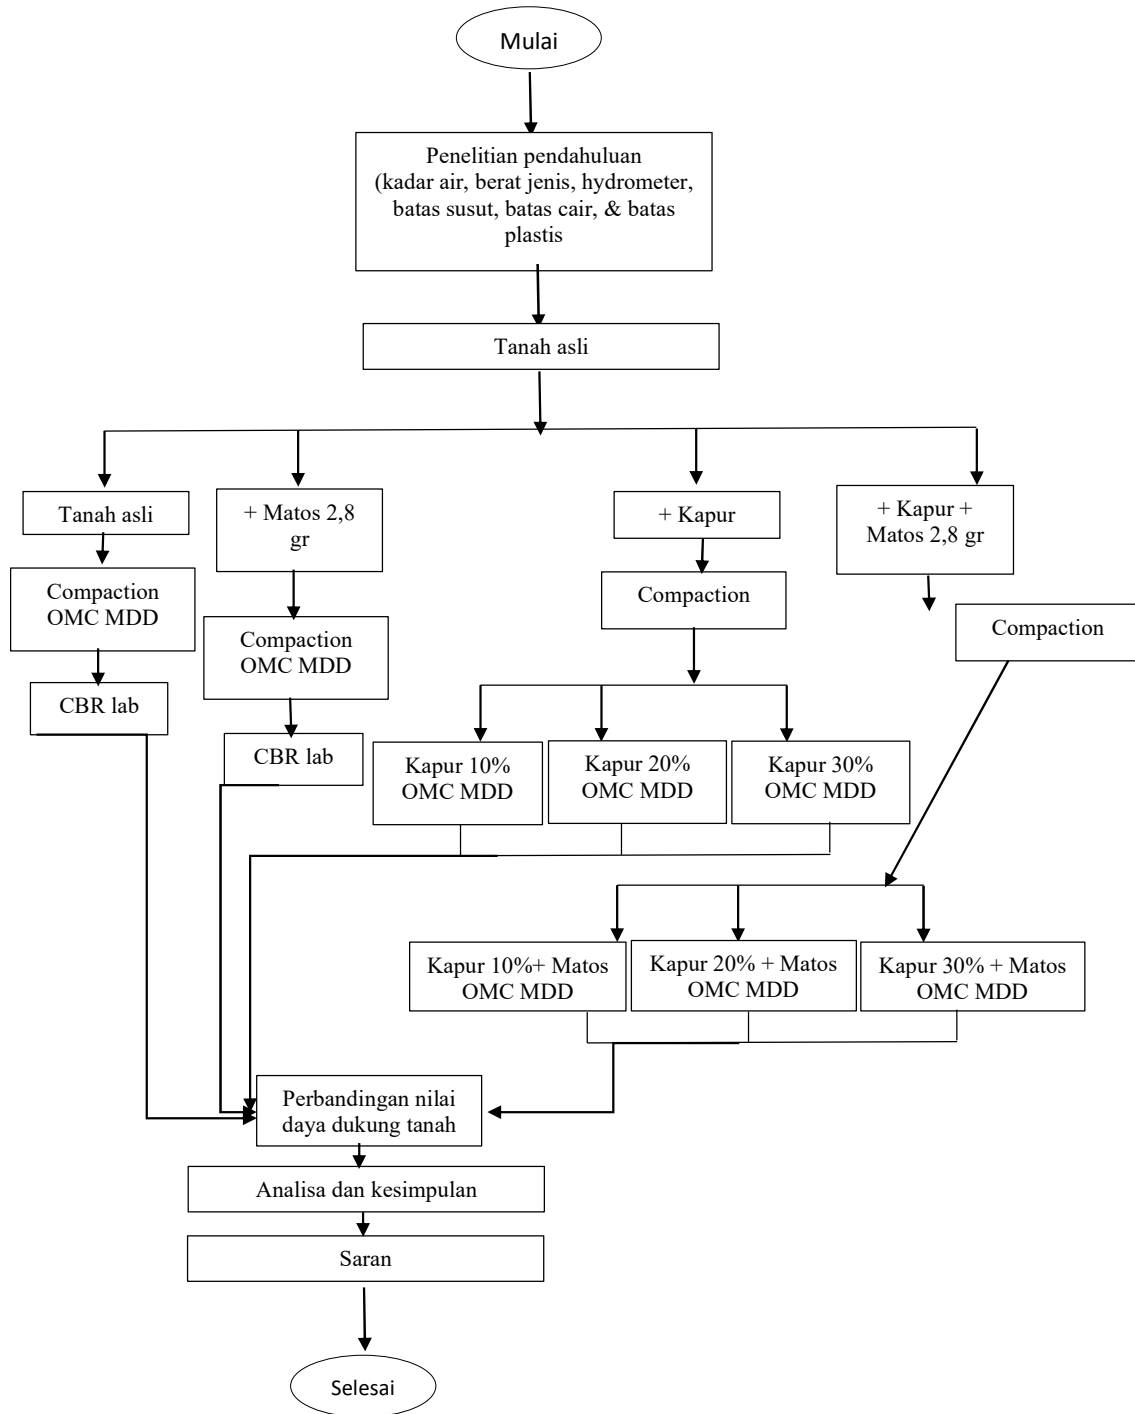 Mulai
Penelitian pendahuluan
(kadar air, berat jenis, hydrometer,
batas susut, batas cair, & batas
plastis
Tanah asli
Tanah asli
+ Matos 2,8
gr
+ Kapur
+ Kapur +
Matos 2,8 gr
Compaction
OMC MDD
Compaction
OMC MDD
Compaction
Compaction
CBR lab
CBR lab
Kapur 10%
OMC MDD
Kapur 20%
OMC MDD
Kapur 30%
OMC MDD
Kapur 10%+ Matos
OMC MDD
Kapur 20% + Matos
OMC MDD
Kapur 30% + Matos
OMC MDD
Perbandingan nilai
daya dukung tanah
Analisa dan kesimpulan
Saran
Selesai